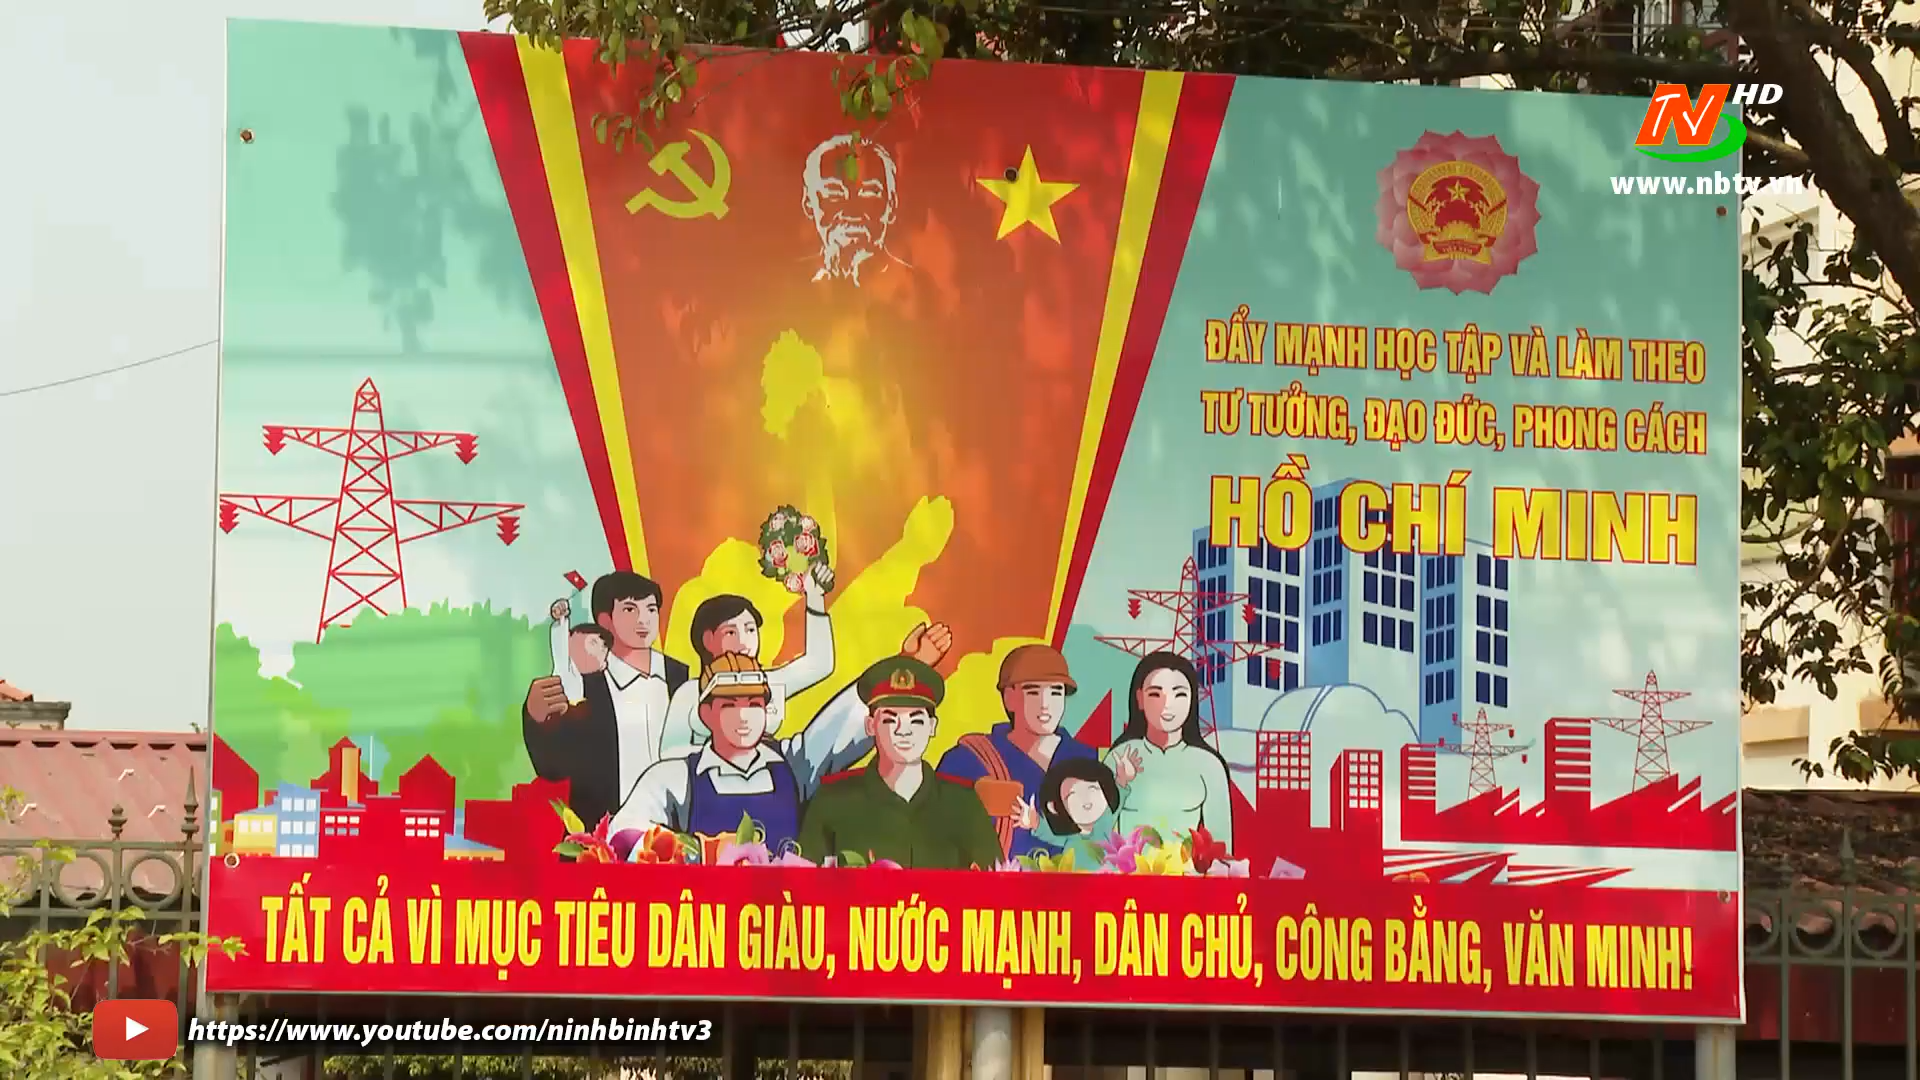 NTV HD
www.nbtv.vn
ĐẨY MẠNH HỌC TẬP VÀ LÀM THEO
TƯ TƯỞNG, ĐẠO ĐỨC, PHONG CÁCH
HỒ CHÍ MINH
TẤT CẢ VÌ MỤC TIÊU DÂN GIÀU, NƯỚC MẠNH, DÂN CHỦ, CÔNG BẰNG, VĂN MINH!
https://www.youtube.com/ninhbinhtv3